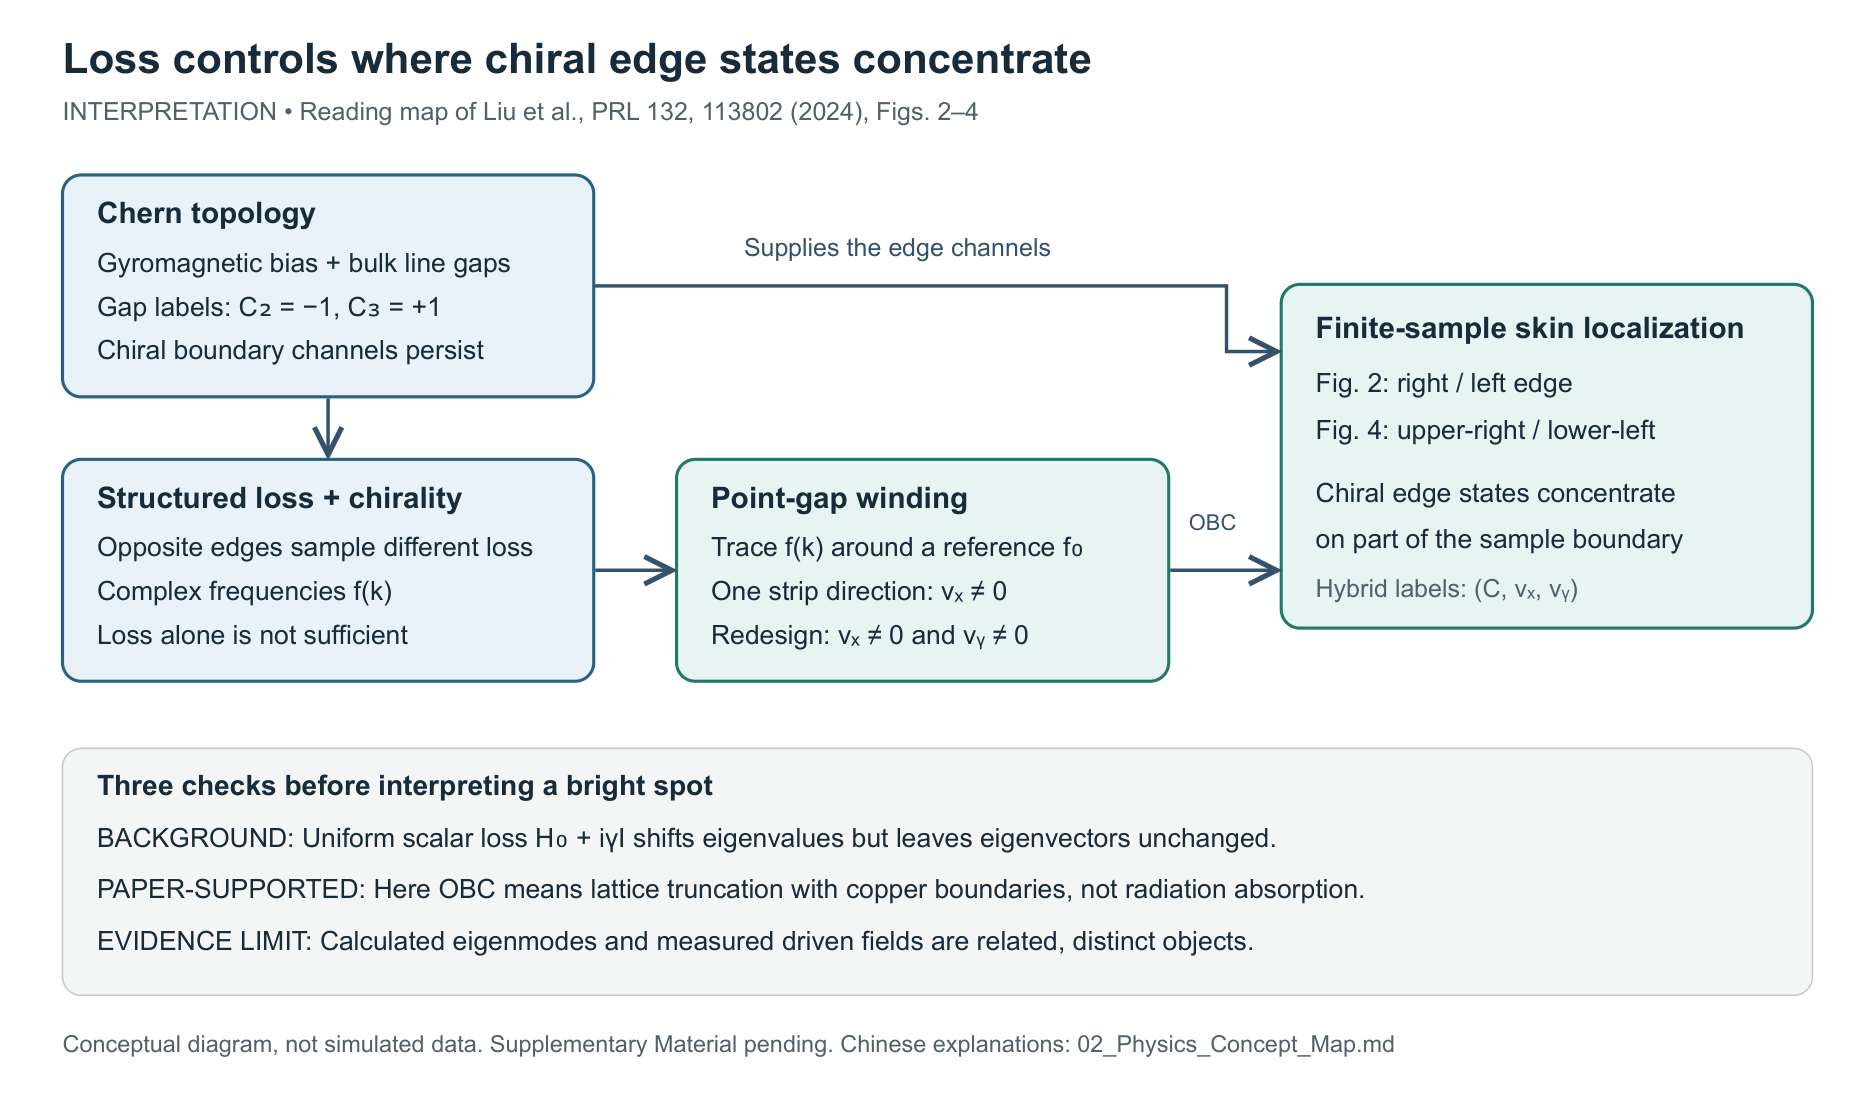 Loss controls where chiral edge states concentrate
INTERPRETATION • Reading map of Liu et al., PRL 132, 113802 (2024), Figs. 2–4
Chern topology
Gyromagnetic bias + bulk line gaps
Gap labels: C₂ = −1, C₃ = +1
Chiral boundary channels persist
Supplies the edge channels
Structured loss + chirality
Opposite edges sample different loss
Complex frequencies f(k)
Loss alone is not sufficient
Point-gap winding
Trace f(k) around a reference f₀
One strip direction: vₓ ≠ 0
Redesign: vₓ ≠ 0 and vᵧ ≠ 0
OBC
Finite-sample skin localization
Fig. 2: right / left edge
Fig. 4: upper-right / lower-left
Chiral edge states concentrate
on part of the sample boundary
Hybrid labels: (C, vₓ, vᵧ)
Three checks before interpreting a bright spot
BACKGROUND: Uniform scalar loss H₀ + iγI shifts eigenvalues but leaves eigenvectors unchanged.
PAPER-SUPPORTED: Here OBC means lattice truncation with copper boundaries, not radiation absorption.
EVIDENCE LIMIT: Calculated eigenmodes and measured driven fields are related, distinct objects.
Conceptual diagram, not simulated data. Supplementary Material pending. Chinese explanations: 02_Physics_Concept_Map.md